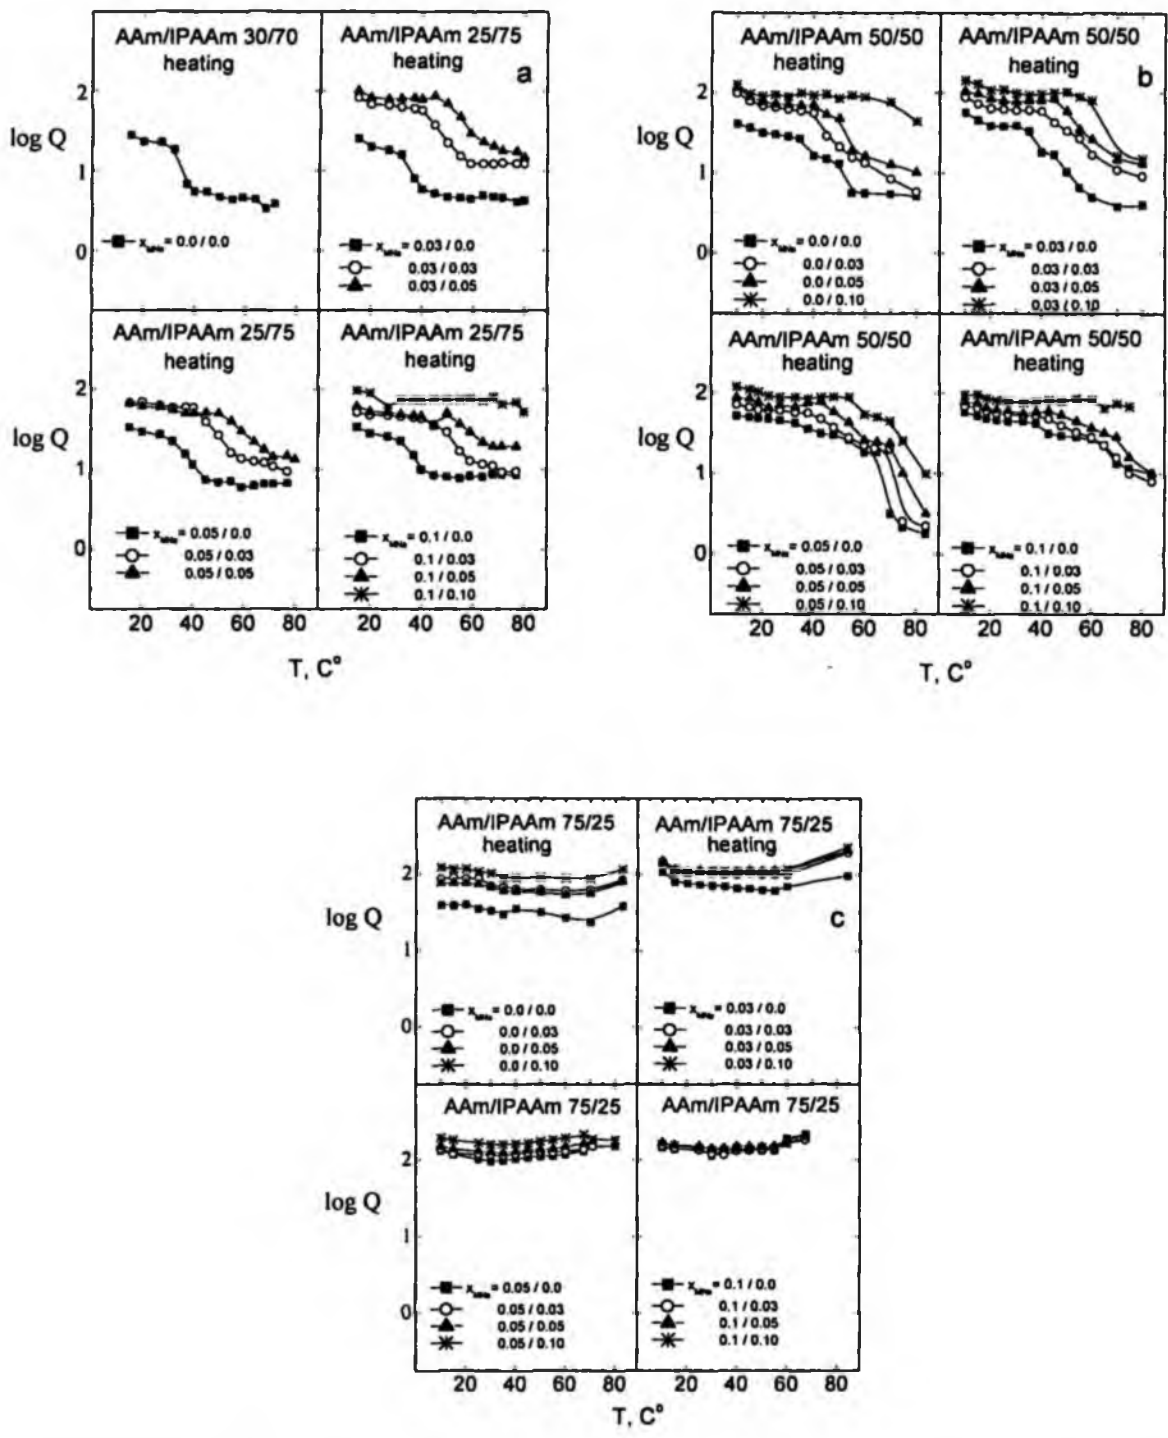 AAm/IPAAm 30/70
heating
AAm/IPAAm 25/75
heating
a
2
1
0
log Q
x_MNa = 0.0 / 0.0
x_MNa = 0.03 / 0.0
0.03 / 0.03
0.03 / 0.05
AAm/IPAAm 25/75
heating
AAm/IPAAm 25/75
heating
2
1
0
log Q
x_MNa = 0.05 / 0.0
0.05 / 0.03
0.05 / 0.05
x_MNa = 0.1 / 0.0
0.1 / 0.03
0.1 / 0.05
0.1 / 0.10
20 40 60 80 20 40 60 80
T, C°
AAm/IPAAm 50/50
heating
AAm/IPAAm 50/50
heating
b
2
1
0
log Q
x_MNa = 0.0 / 0.0
0.0 / 0.03
0.0 / 0.05
0.0 / 0.10
x_MNa = 0.03 / 0.0
0.03 / 0.03
0.03 / 0.05
0.03 / 0.10
AAm/IPAAm 50/50
heating
AAm/IPAAm 50/50
heating
2
1
0
log Q
x_MNa = 0.05 / 0.0
0.05 / 0.03
0.05 / 0.05
0.05 / 0.10
x_MNa = 0.1 / 0.0
0.1 / 0.03
0.1 / 0.05
0.1 / 0.10
20 40 60 80 20 40 60 80
T, C°
AAm/IPAAm 75/25
heating
AAm/IPAAm 75/25
heating
c
2
1
0
log Q
x_MNa = 0.0 / 0.0
0.0 / 0.03
0.0 / 0.05
0.0 / 0.10
x_MNa = 0.03 / 0.0
0.03 / 0.03
0.03 / 0.05
0.03 / 0.10
AAm/IPAAm 75/25
AAm/IPAAm 75/25
2
1
0
log Q
x_MNa = 0.05 / 0.0
0.05 / 0.03
0.05 / 0.05
0.05 / 0.10
x_MNa = 0.1 / 0.0
0.1 / 0.03
0.1 / 0.05
0.1 / 0.10
20 40 60 80 20 40 60 80
T, C°